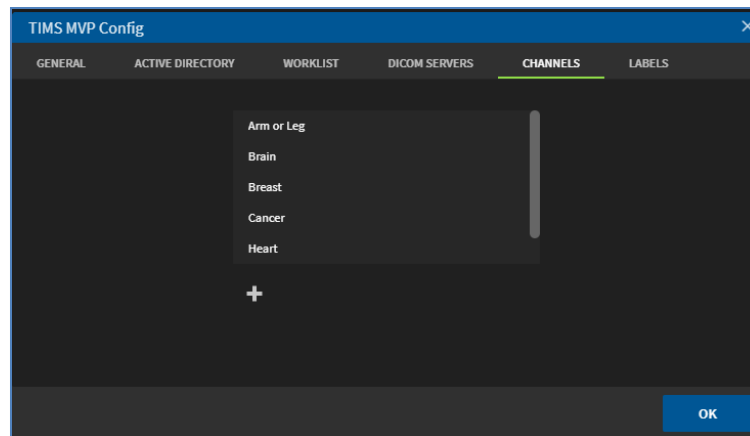 TIMS MVP Config
GENERAL ACTIVE DIRECTORY WORKLIST DICOM SERVERS CHANNELS LABELS
Arm or Leg
Brain
Breast
Cancer
Heart
OK